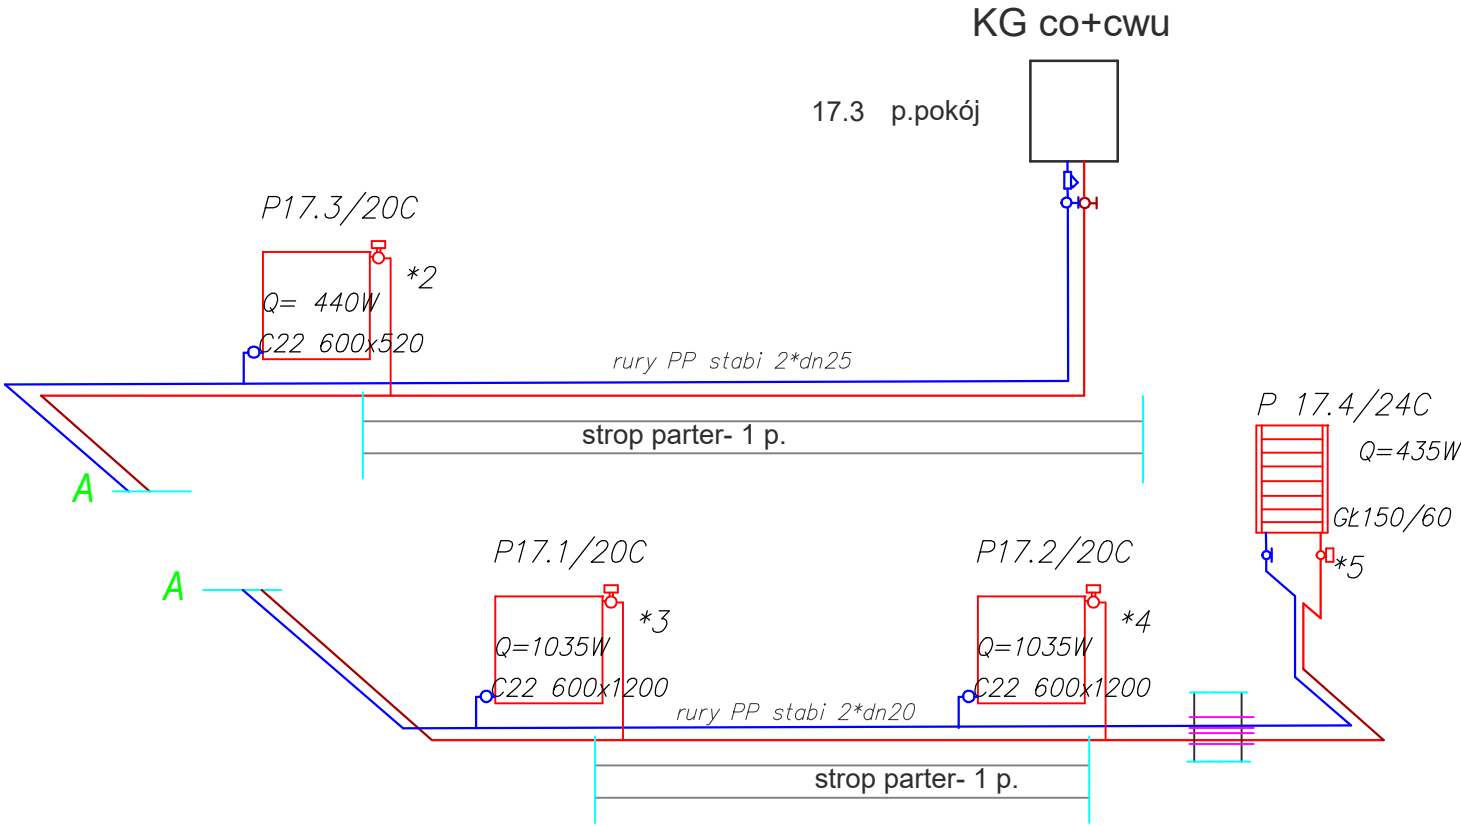 KG co+cwu
17.3 p.pokój
P17.3/20C
*2
Q= 440W
C22 600x520
rury PP stabi 2*dn25
strop parter- 1 p.
A
P 17.4/24C
Q=435W
GŁ150/60
*5
A
P17.1/20C
*3
Q=1035W
C22 600x1200
P17.2/20C
*4
Q=1035W
C22 600x1200
rury PP stabi 2*dn20
strop parter- 1 p.